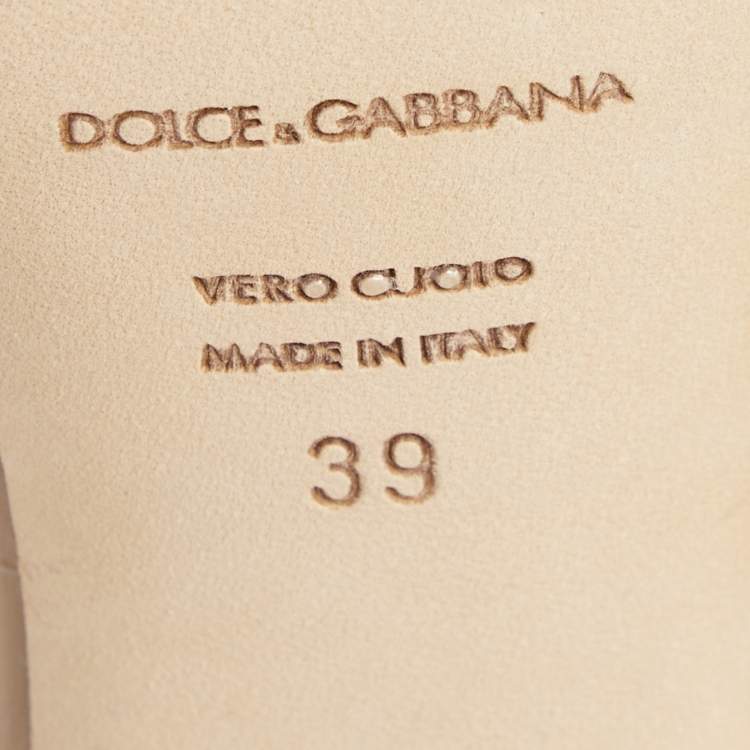 DOLCE & GABBANA
VERO CUOIO
MADE IN ITALY
39